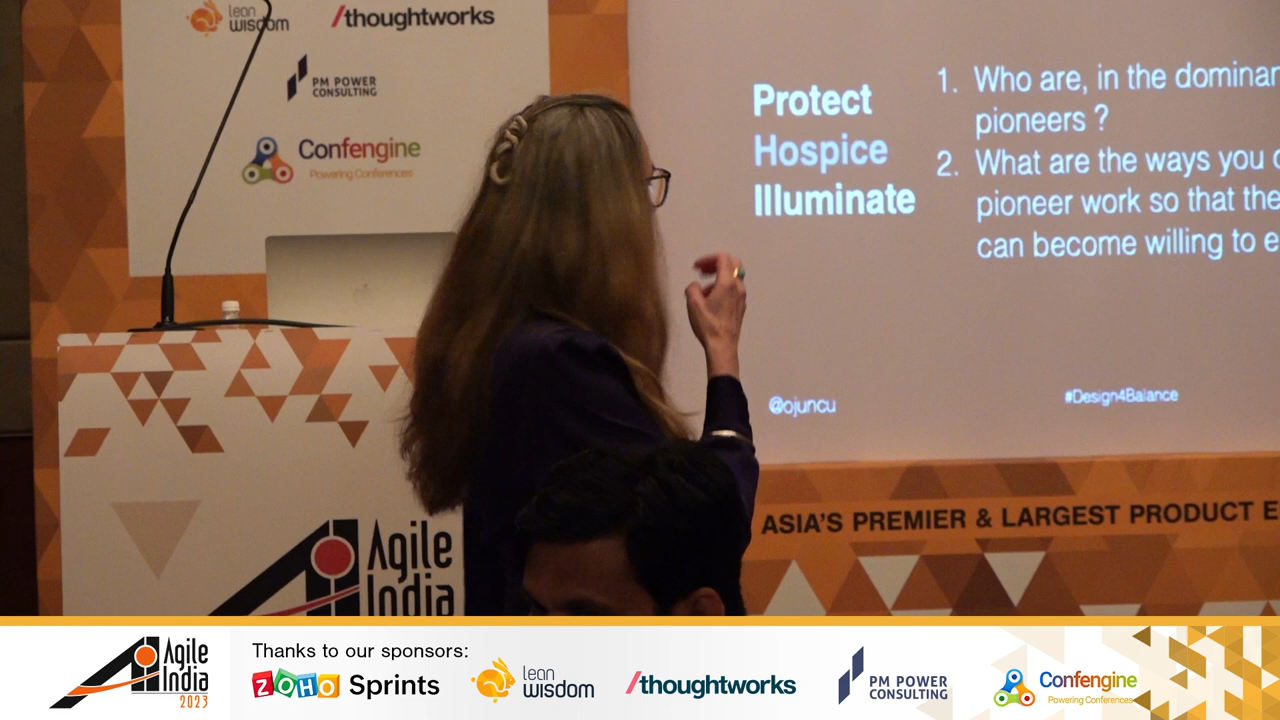 lean
wisdom
/thoughtworks
PM POWER
CONSULTING
Confengine
Powering Conferences
Protect
Hospice
Illuminate
1. Who are, in the
pioneers ?
2. What are the ways you
pioneer work so that
can become willing to
@ojuncu
#Design4Balance
ASIA'S PREMIER & LARGEST PRODUCT
Agile
India
Agile
India
2023
Thanks to our sponsors:
ZOHO Sprints
lean
wisdom
/thoughtworks
PM POWER
CONSULTING
Confengine
Powering Conferences